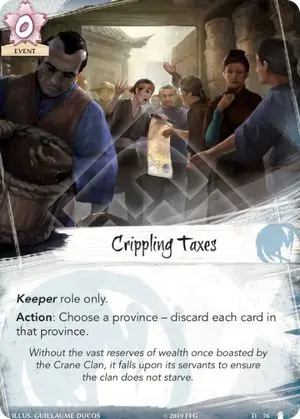 0
EVENT
Crippling Taxes
Keeper role only.
Action: Choose a province – discard each card in
that province.
Without the vast reserves of wealth once boasted by
the Crane Clan, it falls upon its servants to ensure
the clan does not starve.
ILLUS: GUILLAUME DUCOS
©2019 FFG
D 76